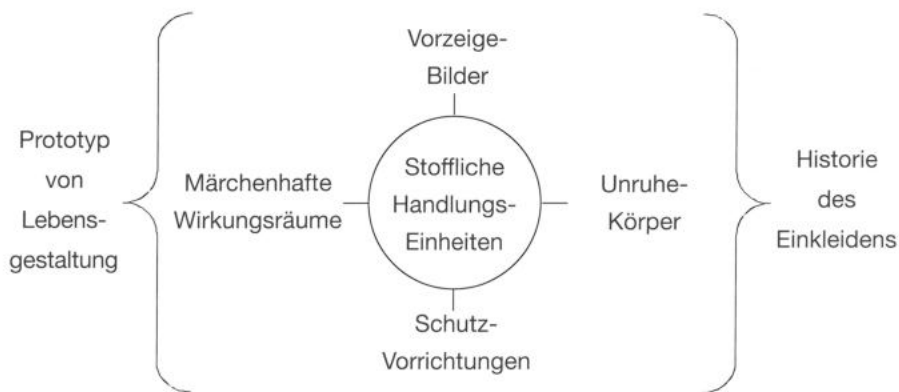 Vorzeige-
Bilder
Prototyp
von
Lebens-
gestaltung
Märchenhafte
Wirkungsräume
Stoffliche
Handlungs-
Einheiten
Unruhe-
Körper
Historie
des
Einkleidens
Schutz-
Vorrichtungen